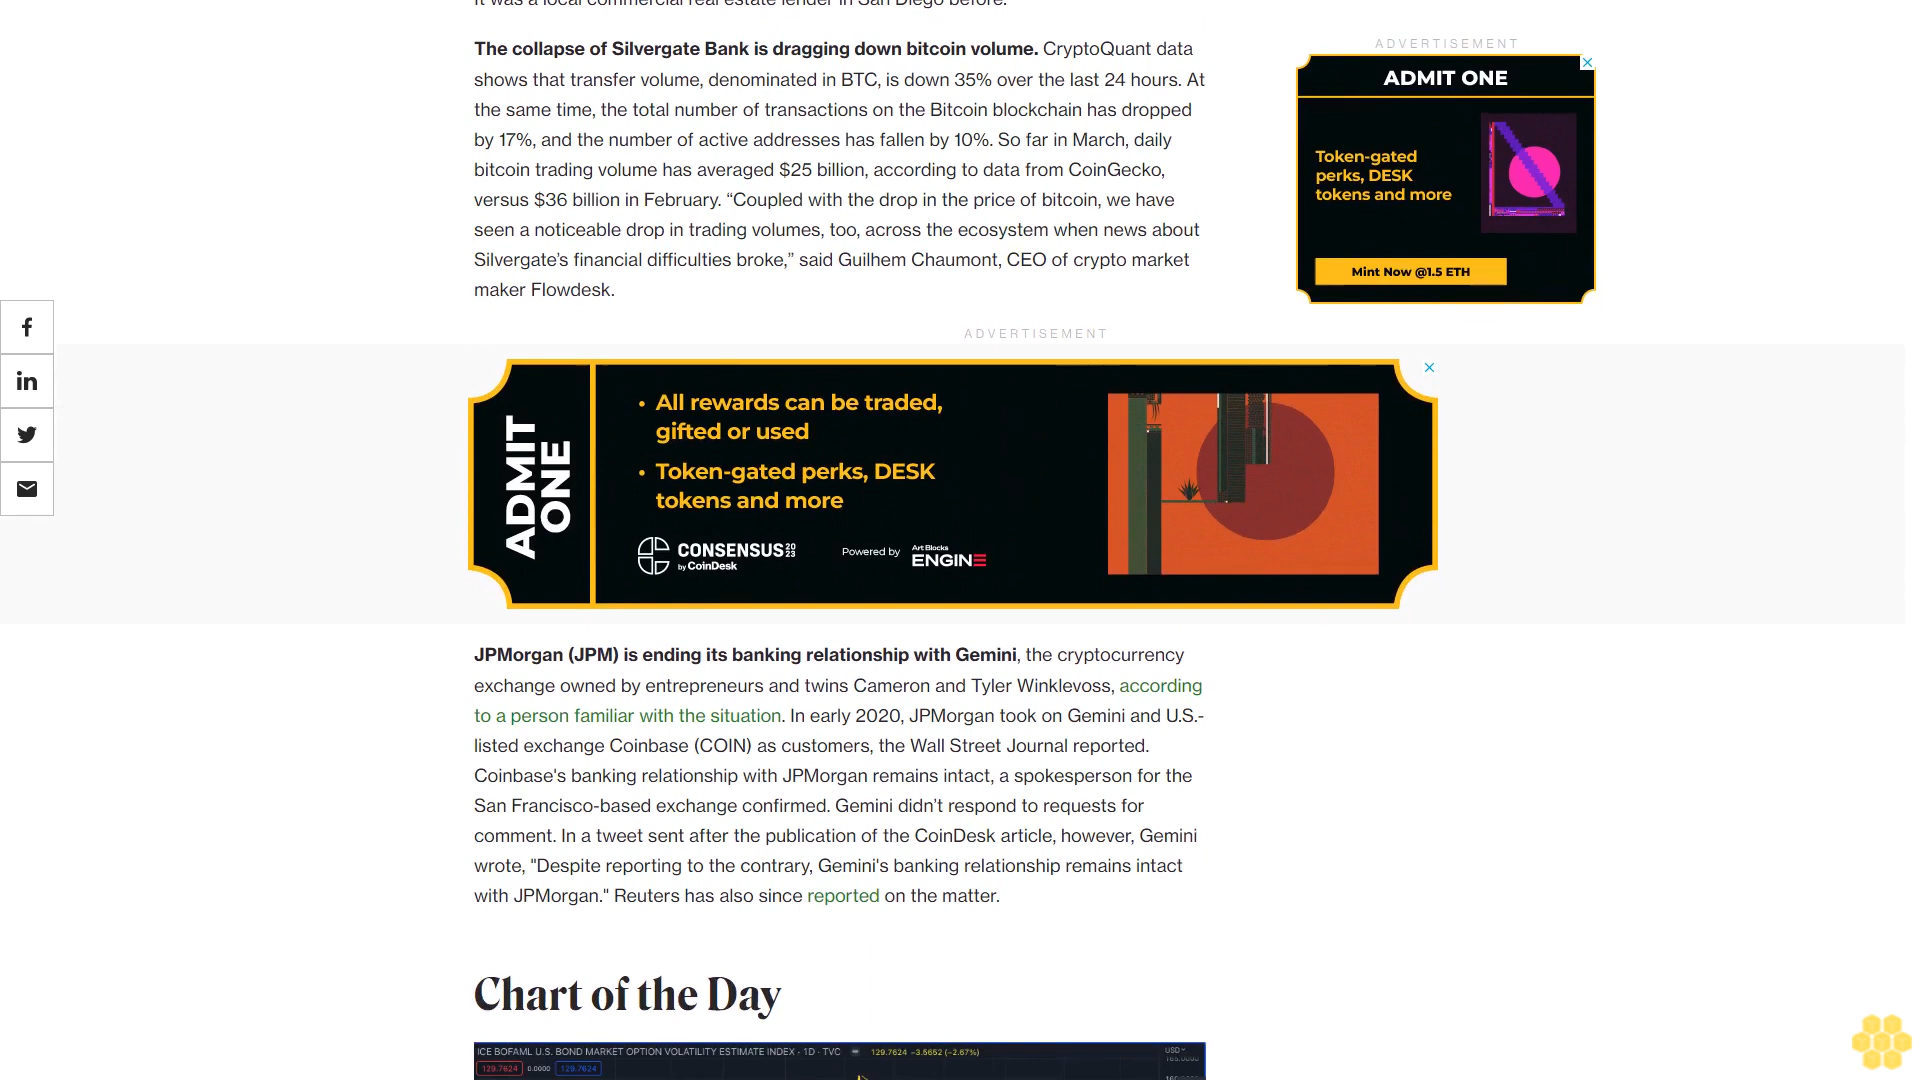 It was a local commercial real estate lender in San Diego before.
The collapse of Silvergate Bank is dragging down bitcoin volume. CryptoQuant data
shows that transfer volume, denominated in BTC, is down 35% over the last 24 hours. At
the same time, the total number of transactions on the Bitcoin blockchain has dropped
by 17%, and the number of active addresses has fallen by 10%. So far in March, daily
bitcoin trading volume has averaged $25 billion, according to data from CoinGecko,
versus $36 billion in February. “Coupled with the drop in the price of bitcoin, we have
seen a noticeable drop in trading volumes, too, across the ecosystem when news about
Silvergate’s financial difficulties broke,” said Guilhem Chaumont, CEO of crypto market
maker Flowdesk.
ADVERTISEMENT
ADMIT ONE
Token-gated
perks, DESK
tokens and more
Mint Now @1.5 ETH
ADVERTISEMENT
ADMIT
ONE
• All rewards can be traded,
gifted or used
• Token-gated perks, DESK
tokens and more
CONSENSUS 20
23
by CoinDesk
Powered by
Art Blocks
ENGINE
JPMorgan (JPM) is ending its banking relationship with Gemini, the cryptocurrency
exchange owned by entrepreneurs and twins Cameron and Tyler Winklevoss, according
to a person familiar with the situation. In early 2020, JPMorgan took on Gemini and U.S.-
listed exchange Coinbase (COIN) as customers, the Wall Street Journal reported.
Coinbase's banking relationship with JPMorgan remains intact, a spokesperson for the
San Francisco-based exchange confirmed. Gemini didn’t respond to requests for
comment. In a tweet sent after the publication of the CoinDesk article, however, Gemini
wrote, "Despite reporting to the contrary, Gemini's banking relationship remains intact
with JPMorgan." Reuters has also since reported on the matter.
Chart of the Day
ICE BOFAML U.S. BOND MARKET OPTION VOLATILITY ESTIMATE INDEX · 1D · TVC 129.7624 −3.5652 (−2.67%) USD
129.7624 0.0000 129.7624